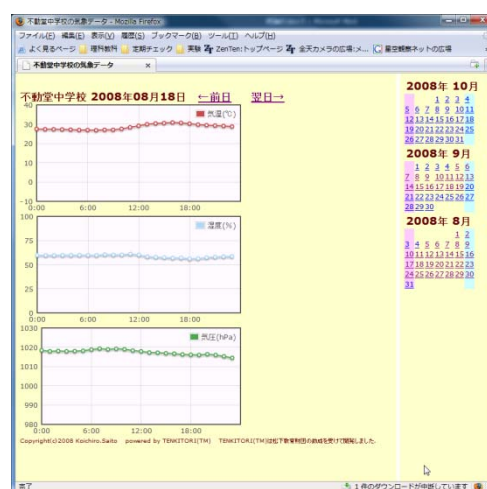 不動堂中学校の気象データ - Mozilla Firefox
ファイル(F) 編集(E) 表示(V) 履歴(S) ブックマーク(B) ツール(T) ヘルプ(H)
よく見るページ 理科教科 定期チェック 実験 ZenTen:トップページ 全天カメラの広場:メ... 星空観察ネットの広場
不動堂中学校の気象データ ×
不動堂中学校 2008年08月18日 ←前日 翌日→
40
30
20
10
0
-10
気温(℃)
0:00 6:00 12:00 18:00
100
75
50
25
0
湿度(%)
0:00 6:00 12:00 18:00
1030
1020
1010
1000
990
980
気圧(hPa)
0:00 6:00 12:00 18:00
Copyright(c)2008 Koichiro.Saito powered by TENKITORI(TM) TENKITORI(TM)は松下教育財団の助成を受けて開発しました.
2008年 10月
1 2 3 4
5 6 7 8 9 10 11
12 13 14 15 16 17 18
19 20 21 22 23 24 25
26 27 28 29 30 31
2008年 9月
1 2 3 4 5 6
7 8 9 10 11 12 13
14 15 16 17 18 19 20
21 22 23 24 25 26 27
28 29 30
2008年 8月
1 2
3 4 5 6 7 8 9
10 11 12 13 14 15 16
17 18 19 20 21 22 23
24 25 26 27 28 29 30
31
完了
1 件のダウンロードが中断しています